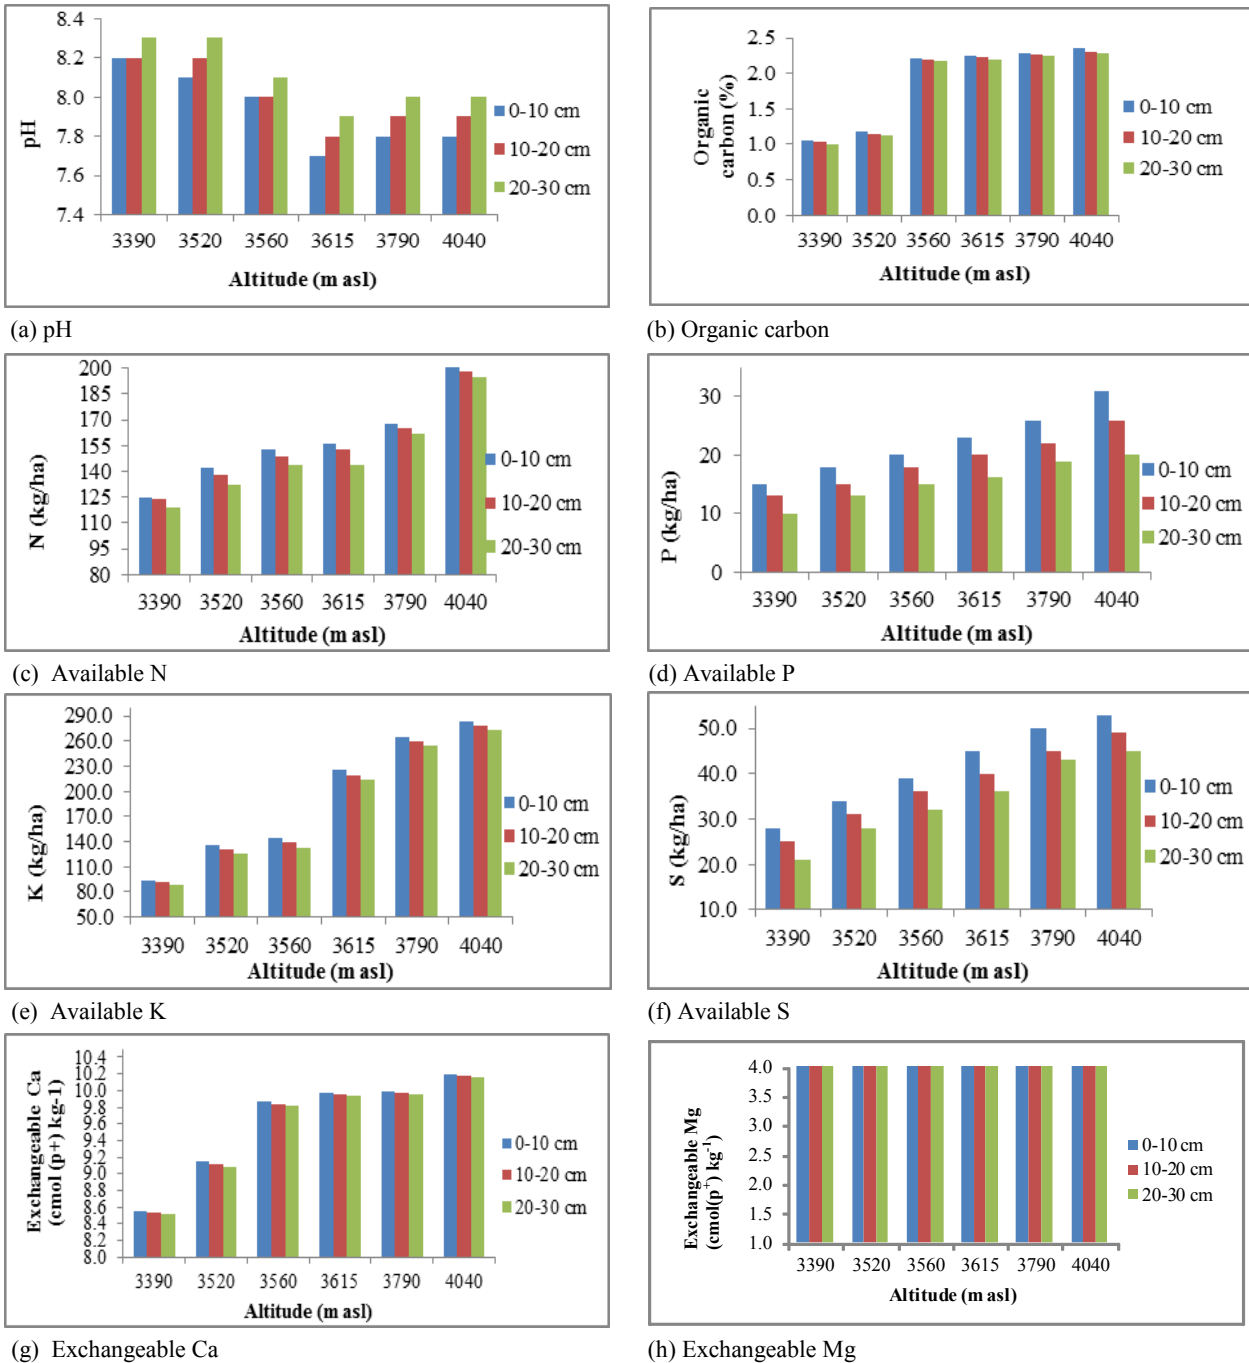 8.4
8.2
8.0
7.8
7.6
7.4
pH
3390 3520 3560 3615 3790 4040
Altitude (m asl)
0-10 cm
10-20 cm
20-30 cm
(a) pH
2.5
2.0
1.5
1.0
0.5
0.0
Organic
carbon (%)
3390 3520 3560 3615 3790 4040
Altitude (m asl)
0-10 cm
10-20 cm
20-30 cm
(b) Organic carbon
200
185
170
155
140
125
110
95
80
N (kg/ha)
3390 3520 3560 3615 3790 4040
Altitude (m asl)
0-10 cm
10-20 cm
20-30 cm
(c) Available N
30
20
10
0
P (kg/ha)
3390 3520 3560 3615 3790 4040
Altitude (m asl)
0-10 cm
10-20 cm
20-30 cm
(d) Available P
290.0
260.0
230.0
200.0
170.0
140.0
110.0
80.0
50.0
K (kg/ha)
3390 3520 3560 3615 3790 4040
Altitude (m asl)
0-10 cm
10-20 cm
20-30 cm
(e) Available K
50.0
40.0
30.0
20.0
10.0
S (kg/ha)
3390 3520 3560 3615 3790 4040
Altitude (m asl)
0-10 cm
10-20 cm
20-30 cm
(f) Available S
10.4
10.2
10.0
9.8
9.6
9.4
9.2
9.0
8.8
8.6
8.4
8.2
8.0
Exchangeable Ca
(cmol (p+) kg-1)
3390 3520 3560 3615 3790 4040
Altitude (m asl)
0-10 cm
10-20 cm
20-30 cm
(g) Exchangeable Ca
4.0
3.5
3.0
2.5
2.0
1.5
1.0
Exchangeable Mg
(cmol(p⁺) kg⁻¹)
3390 3520 3560 3615 3790 4040
Altitude (m asl)
0-10 cm
10-20 cm
20-30 cm
(h) Exchangeable Mg